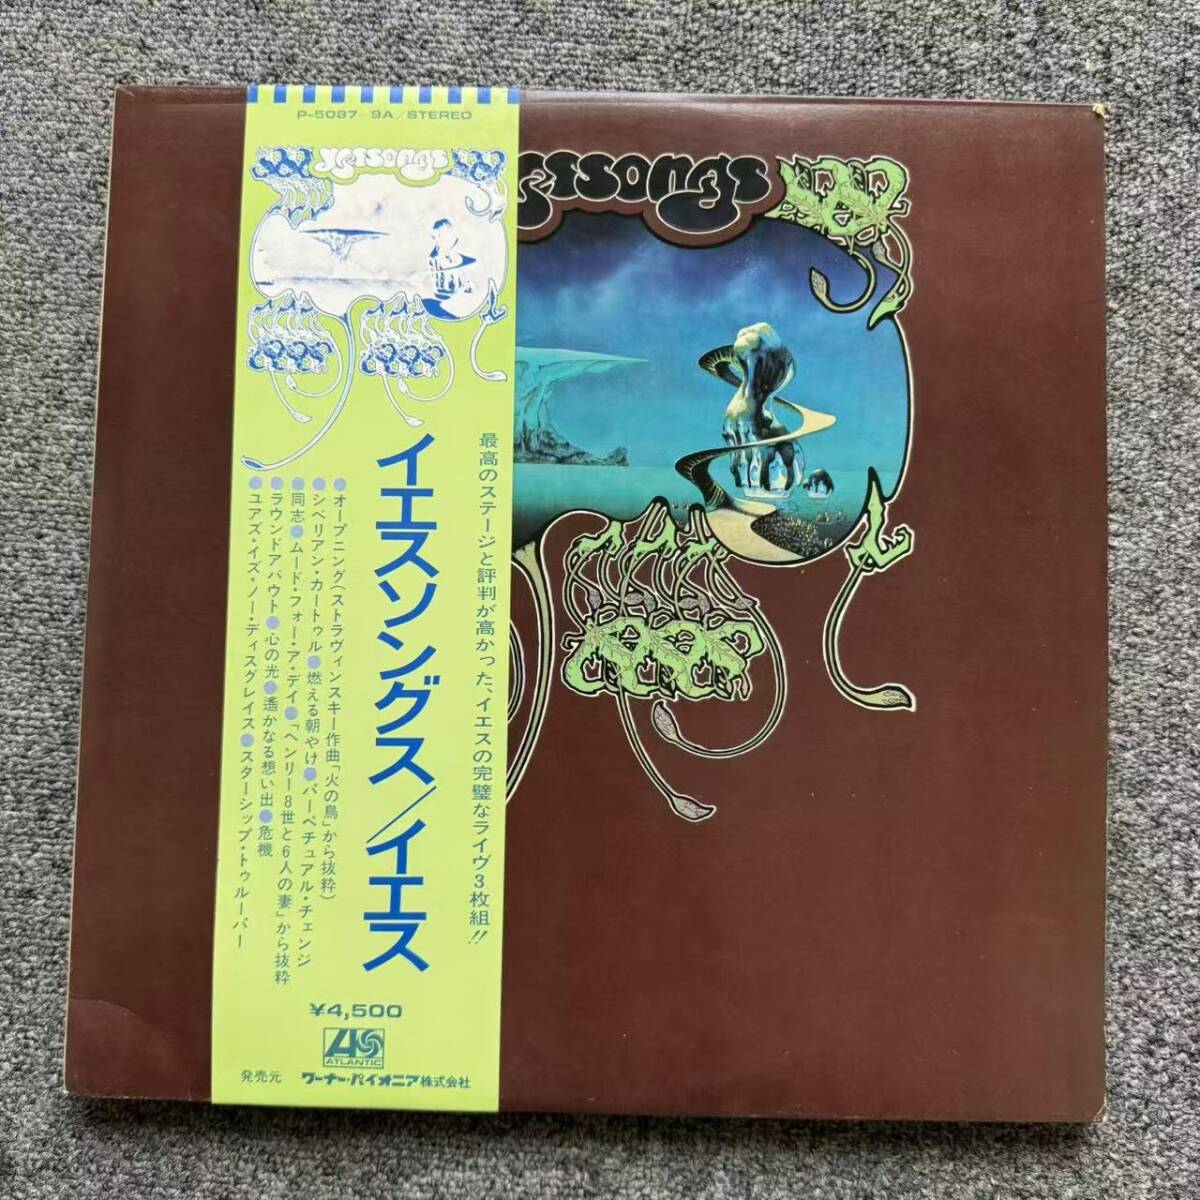 P-5087~9A/STEREO
yessongs
yessongs
最高のステージと評判が高かった、イエスの完璧なライヴ3枚組!!
イエスソングス/イエス
●オープニング(ストラヴィンスキー作曲「火の鳥」から抜粋)
●シベリアン・カートゥル●燃える朝やけ●パーペチュアル・チェンジ
●同志●ムード・フォー・ア・デイ●「ヘンリー8世と6人の妻」から抜粋
●ラウンドアバウト●心の光●遙かなる想い出●危機
●ユアズ・イズ・ノー・ディスグレイス●スターシップ・トゥルーパー
¥4,500
ATLANTIC
発売元 ワーナー・パイオニア株式会社